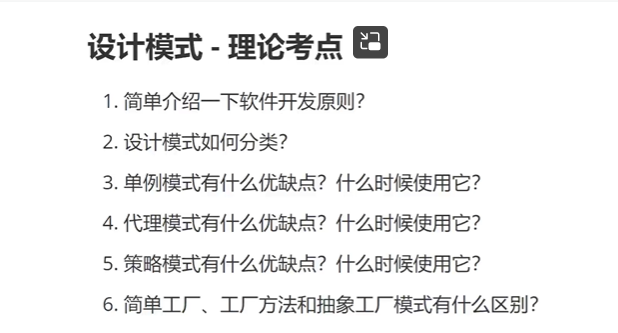 设计模式 - 理论考点
1. 简单介绍一下软件开发原则？
2. 设计模式如何分类？
3. 单例模式有什么优缺点？什么时候使用它？
4. 代理模式有什么优缺点？什么时候使用它？
5. 策略模式有什么优缺点？什么时候使用它？
6. 简单工厂、工厂方法和抽象工厂模式有什么区别？